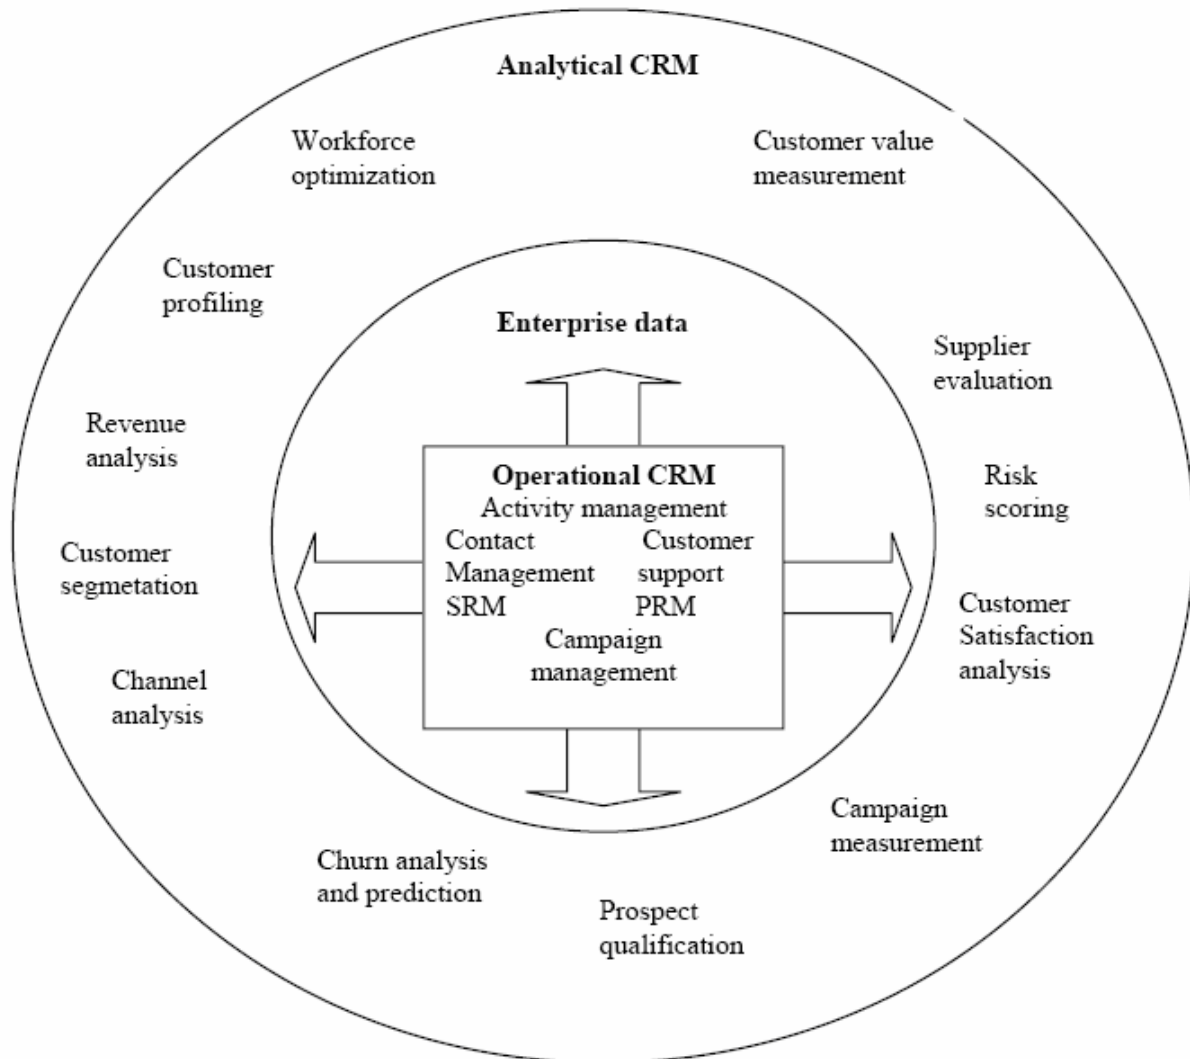 Analytical CRM
Workforce
optimization
Customer value
measurement
Customer
profiling
Enterprise data
Supplier
evaluation
Revenue
analysis
Operational CRM
Activity management
Contact Customer
Management support
SRM PRM
Campaign
management
Risk
scoring
Customer
segmetation
Customer
Satisfaction
analysis
Channel
analysis
Campaign
measurement
Churn analysis
and prediction
Prospect
qualification